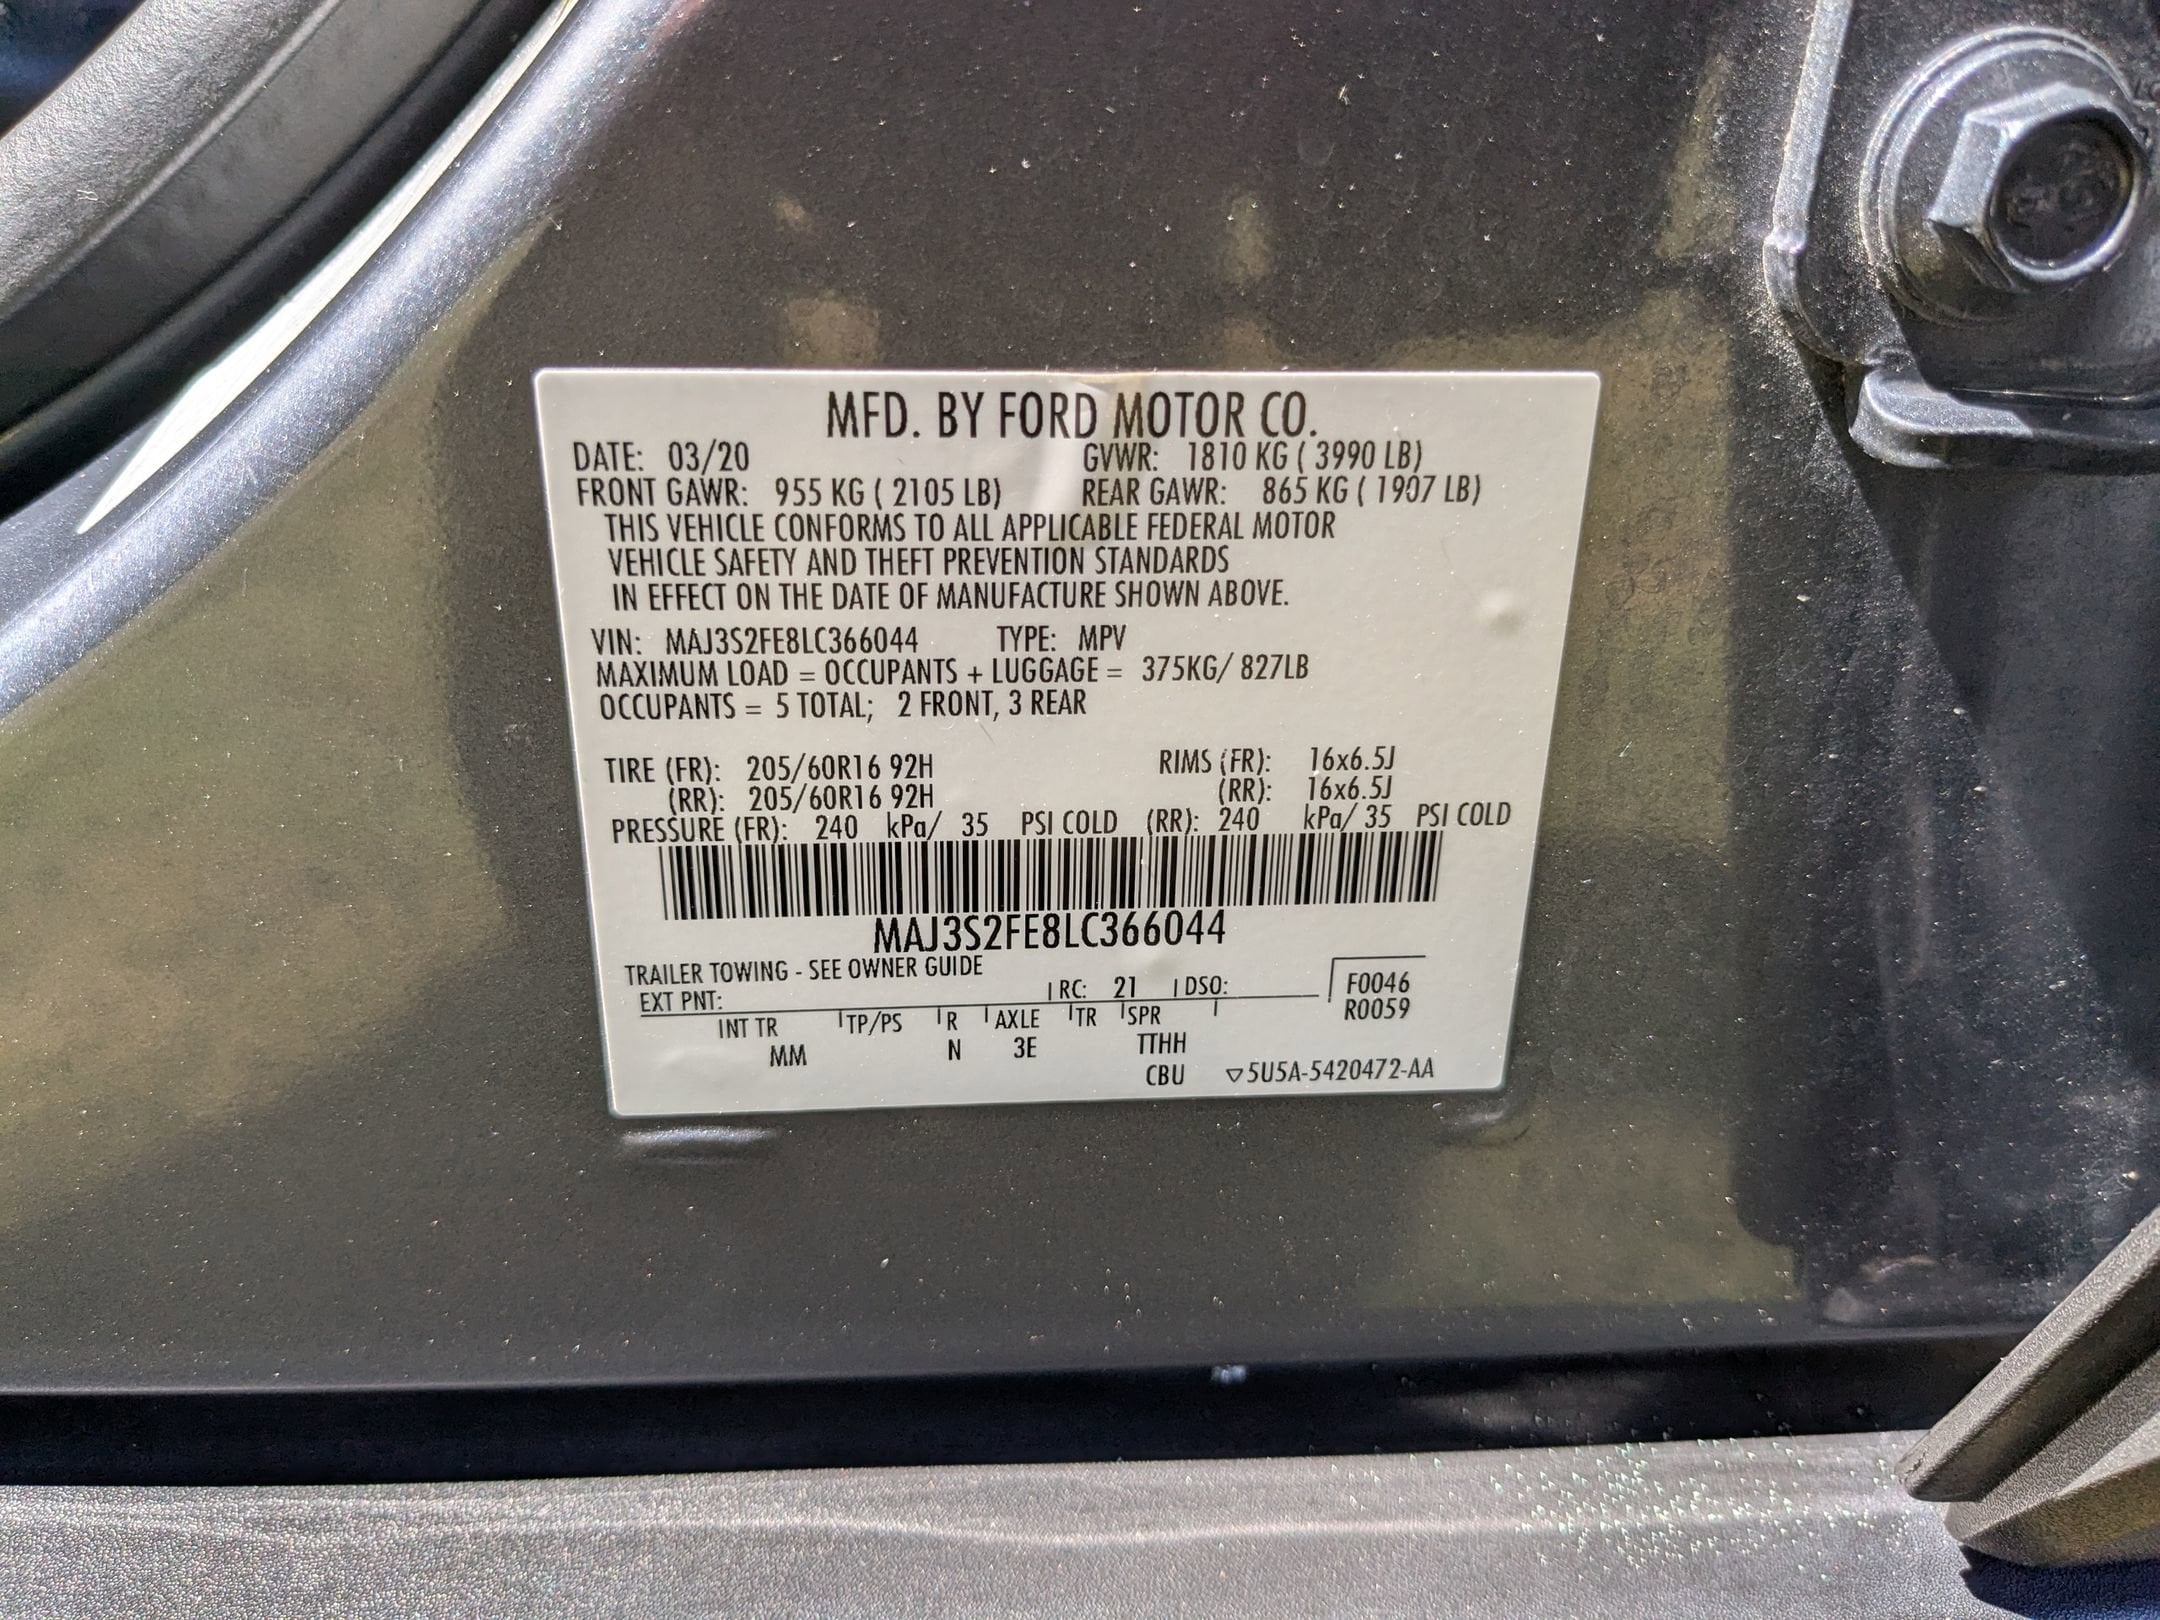 MFD. BY FORD MOTOR CO.
DATE: 03/20 GVWR: 1810 KG ( 3990 LB)
FRONT GAWR: 955 KG ( 2105 LB) REAR GAWR: 865 KG ( 1907 LB)
THIS VEHICLE CONFORMS TO ALL APPLICABLE FEDERAL MOTOR
VEHICLE SAFETY AND THEFT PREVENTION STANDARDS
IN EFFECT ON THE DATE OF MANUFACTURE SHOWN ABOVE.
VIN: MAJ3S2FE8LC366044 TYPE: MPV
MAXIMUM LOAD = OCCUPANTS + LUGGAGE = 375KG/ 827LB
OCCUPANTS = 5 TOTAL; 2 FRONT, 3 REAR
TIRE (FR): 205/60R16 92H RIMS (FR): 16x6.5J
(RR): 205/60R16 92H (RR): 16x6.5J
PRESSURE (FR): 240 kPa/ 35 PSI COLD (RR): 240 kPa/ 35 PSI COLD
MAJ3S2FE8LC366044
TRAILER TOWING - SEE OWNER GUIDE
EXT PNT: RC: 21 DSO: F0046
R0059
INT TR TP/PS R AXLE TR SPR
MM N 3E TTHH
CBU ▽5U5A-5420472-AA